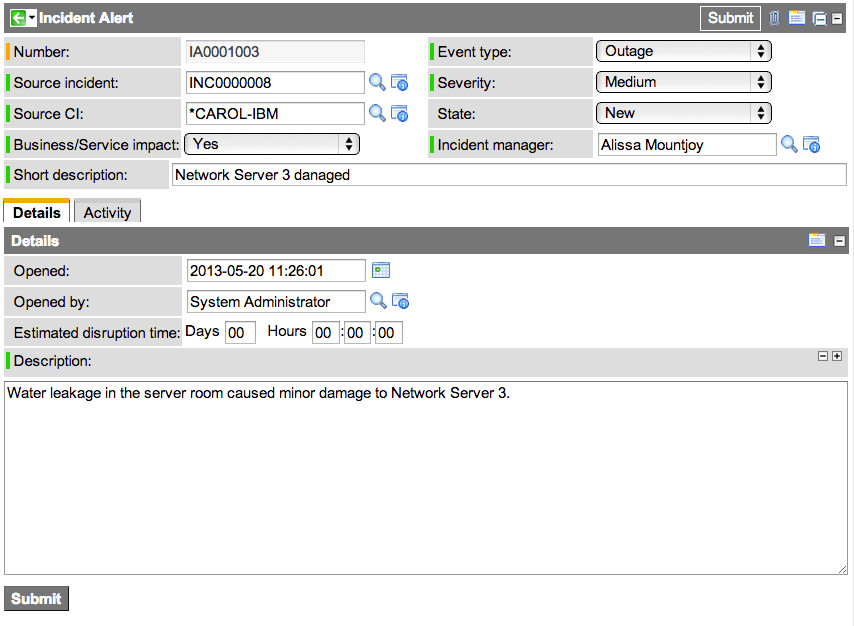 Incident Alert Submit
Number: IA0001003 Event type: Outage
Source incident: INC0000008 Severity: Medium
Source CI: *CAROL-IBM State: New
Business/Service impact: Yes Incident manager: Alissa Mountjoy
Short description: Network Server 3 danaged
Details Activity
Details
Opened: 2013-05-20 11:26:01
Opened by: System Administrator
Estimated disruption time: Days 00 Hours 00 : 00 : 00
Description:
Water leakage in the server room caused minor damage to Network Server 3.
Submit